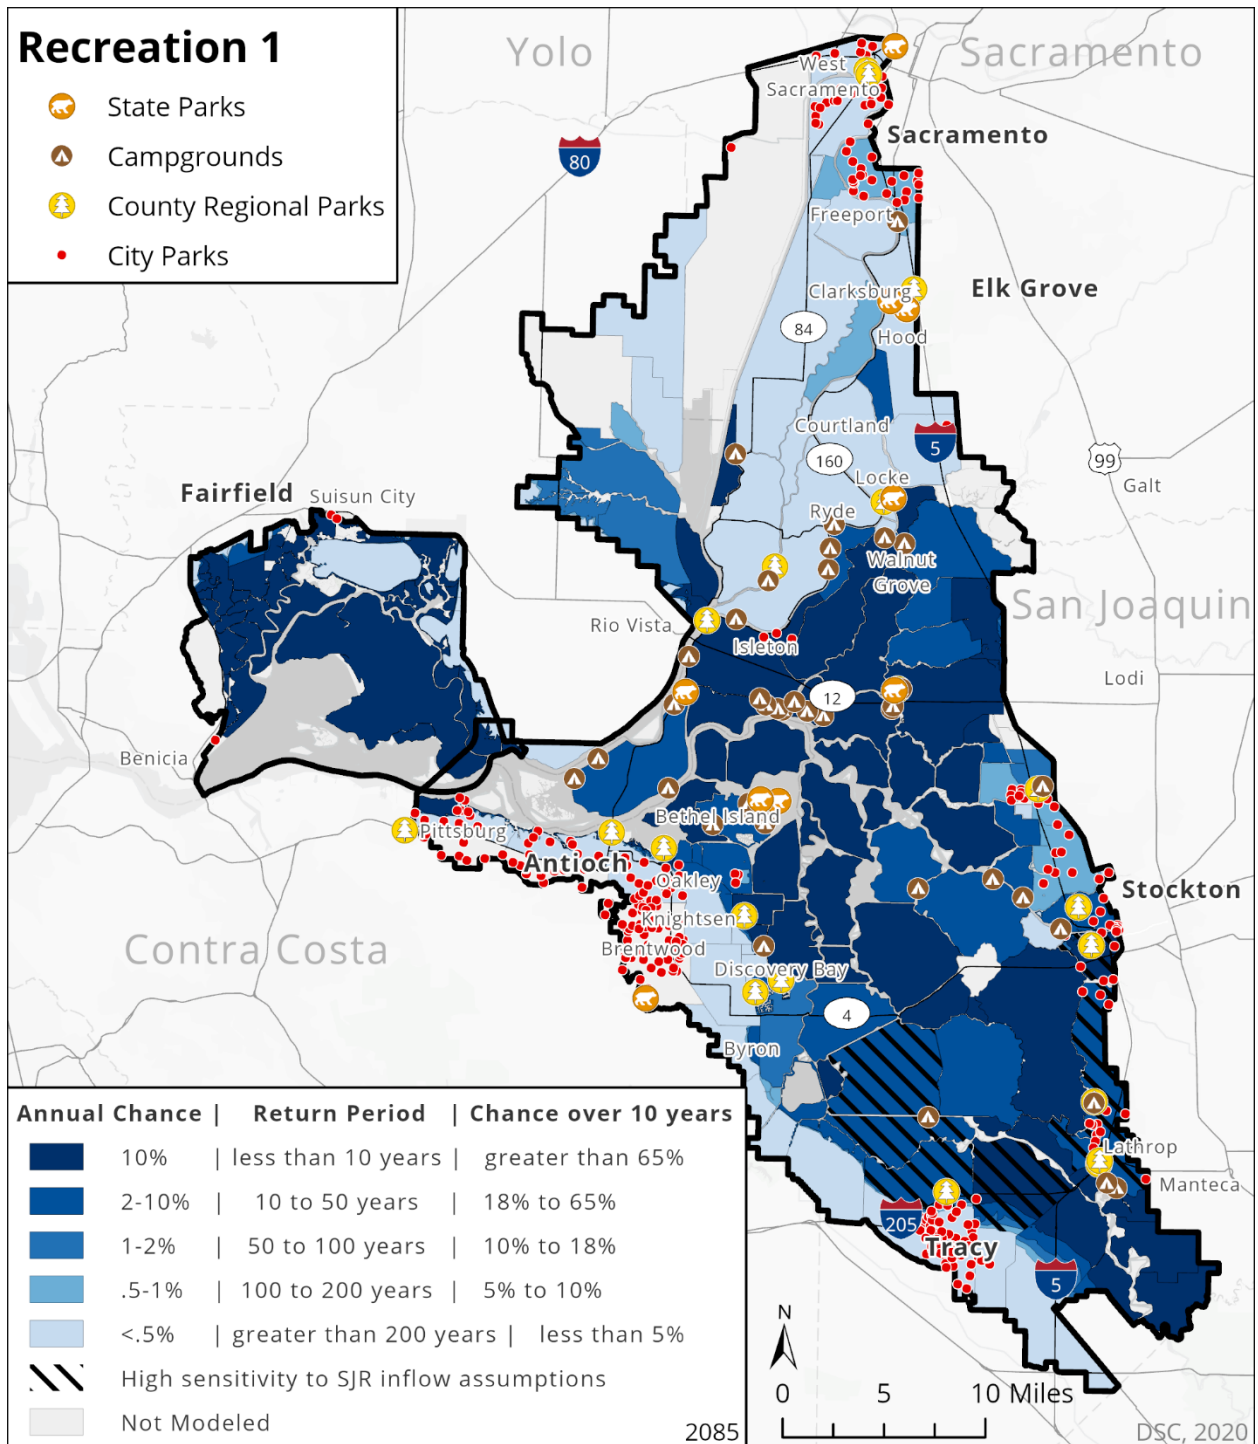 Recreation 1
State Parks
Campgrounds
County Regional Parks
City Parks
Yolo
Sacramento
West
Sacramento
Sacramento
80
Freeport
Clarksburg
Elk Grove
84
Hood
Courtland
5
160
99
Galt
Locke
Fairfield
Suisun City
Ryde
Walnut
Grove
San Joaquin
Rio Vista
Isleton
Lodi
12
Benicia
Bethel Island
Pittsburg
Antioch
Oakley
Stockton
Knightsen
Brentwood
Contra Costa
Discovery Bay
4
Byron
Lathrop
Manteca
205
Tracy
5
Annual Chance | Return Period | Chance over 10 years
10% | less than 10 years | greater than 65%
2-10% | 10 to 50 years | 18% to 65%
1-2% | 50 to 100 years | 10% to 18%
.5-1% | 100 to 200 years | 5% to 10%
<.5% | greater than 200 years | less than 5%
High sensitivity to SJR inflow assumptions
Not Modeled
N
0 5 10 Miles
2085
DSC, 2020